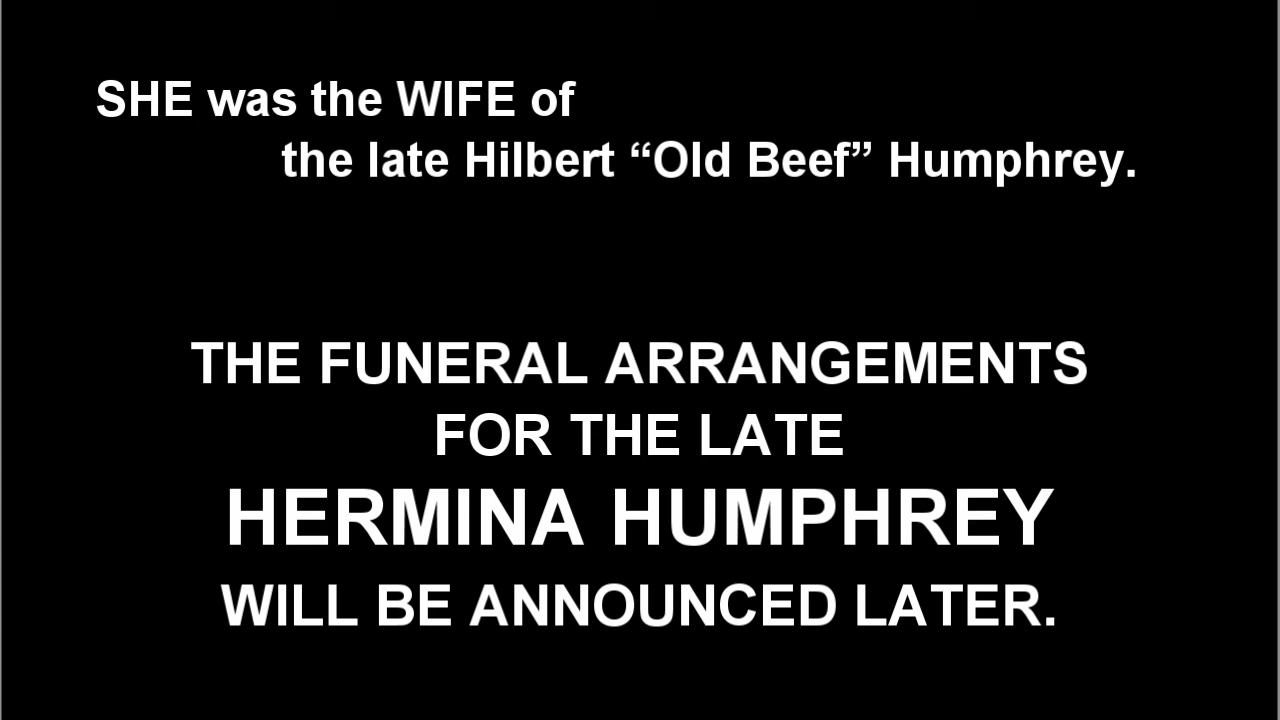 SHE was the WIFE of
the late Hilbert “Old Beef” Humphrey.
THE FUNERAL ARRANGEMENTS
FOR THE LATE
HERMINA HUMPHREY
WILL BE ANNOUNCED LATER.